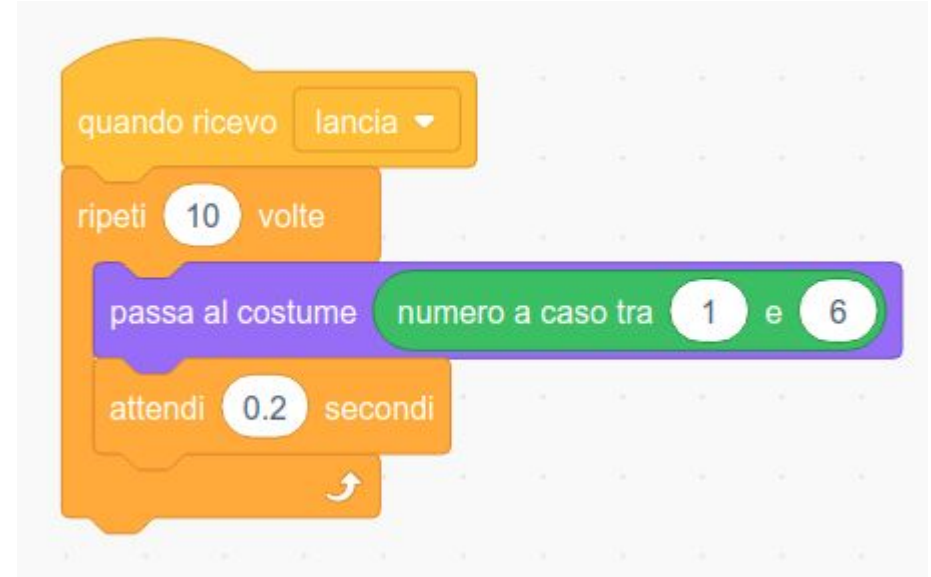 quando ricevo lancia
ripeti 10 volte
passa al costume numero a caso tra 1 e 6
attendi 0.2 secondi